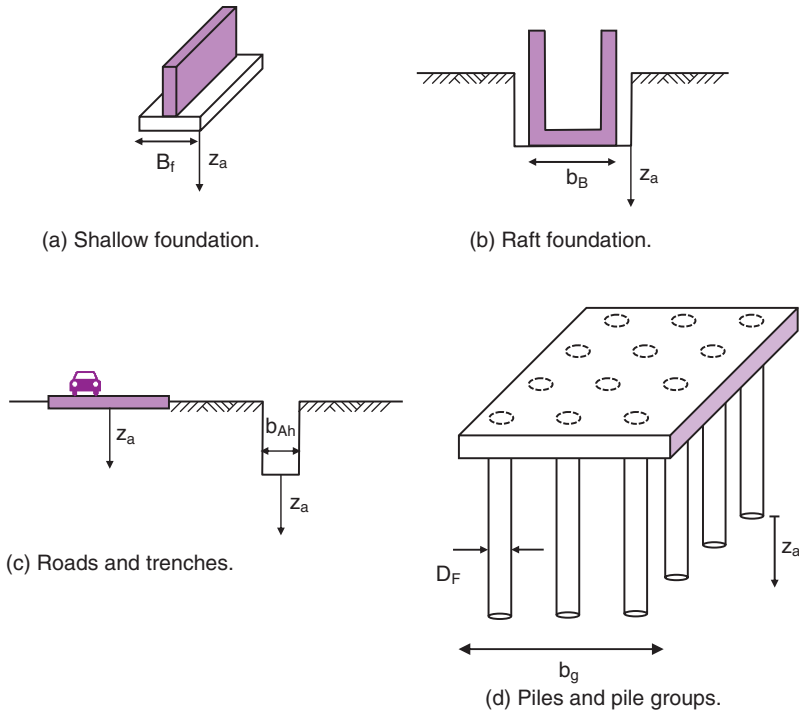 B_f
z_a
(a) Shallow foundation.
b_B
z_a
(b) Raft foundation.
z_a
b_Ah
z_a
(c) Roads and trenches.
D_F
z_a
b_g
(d) Piles and pile groups.